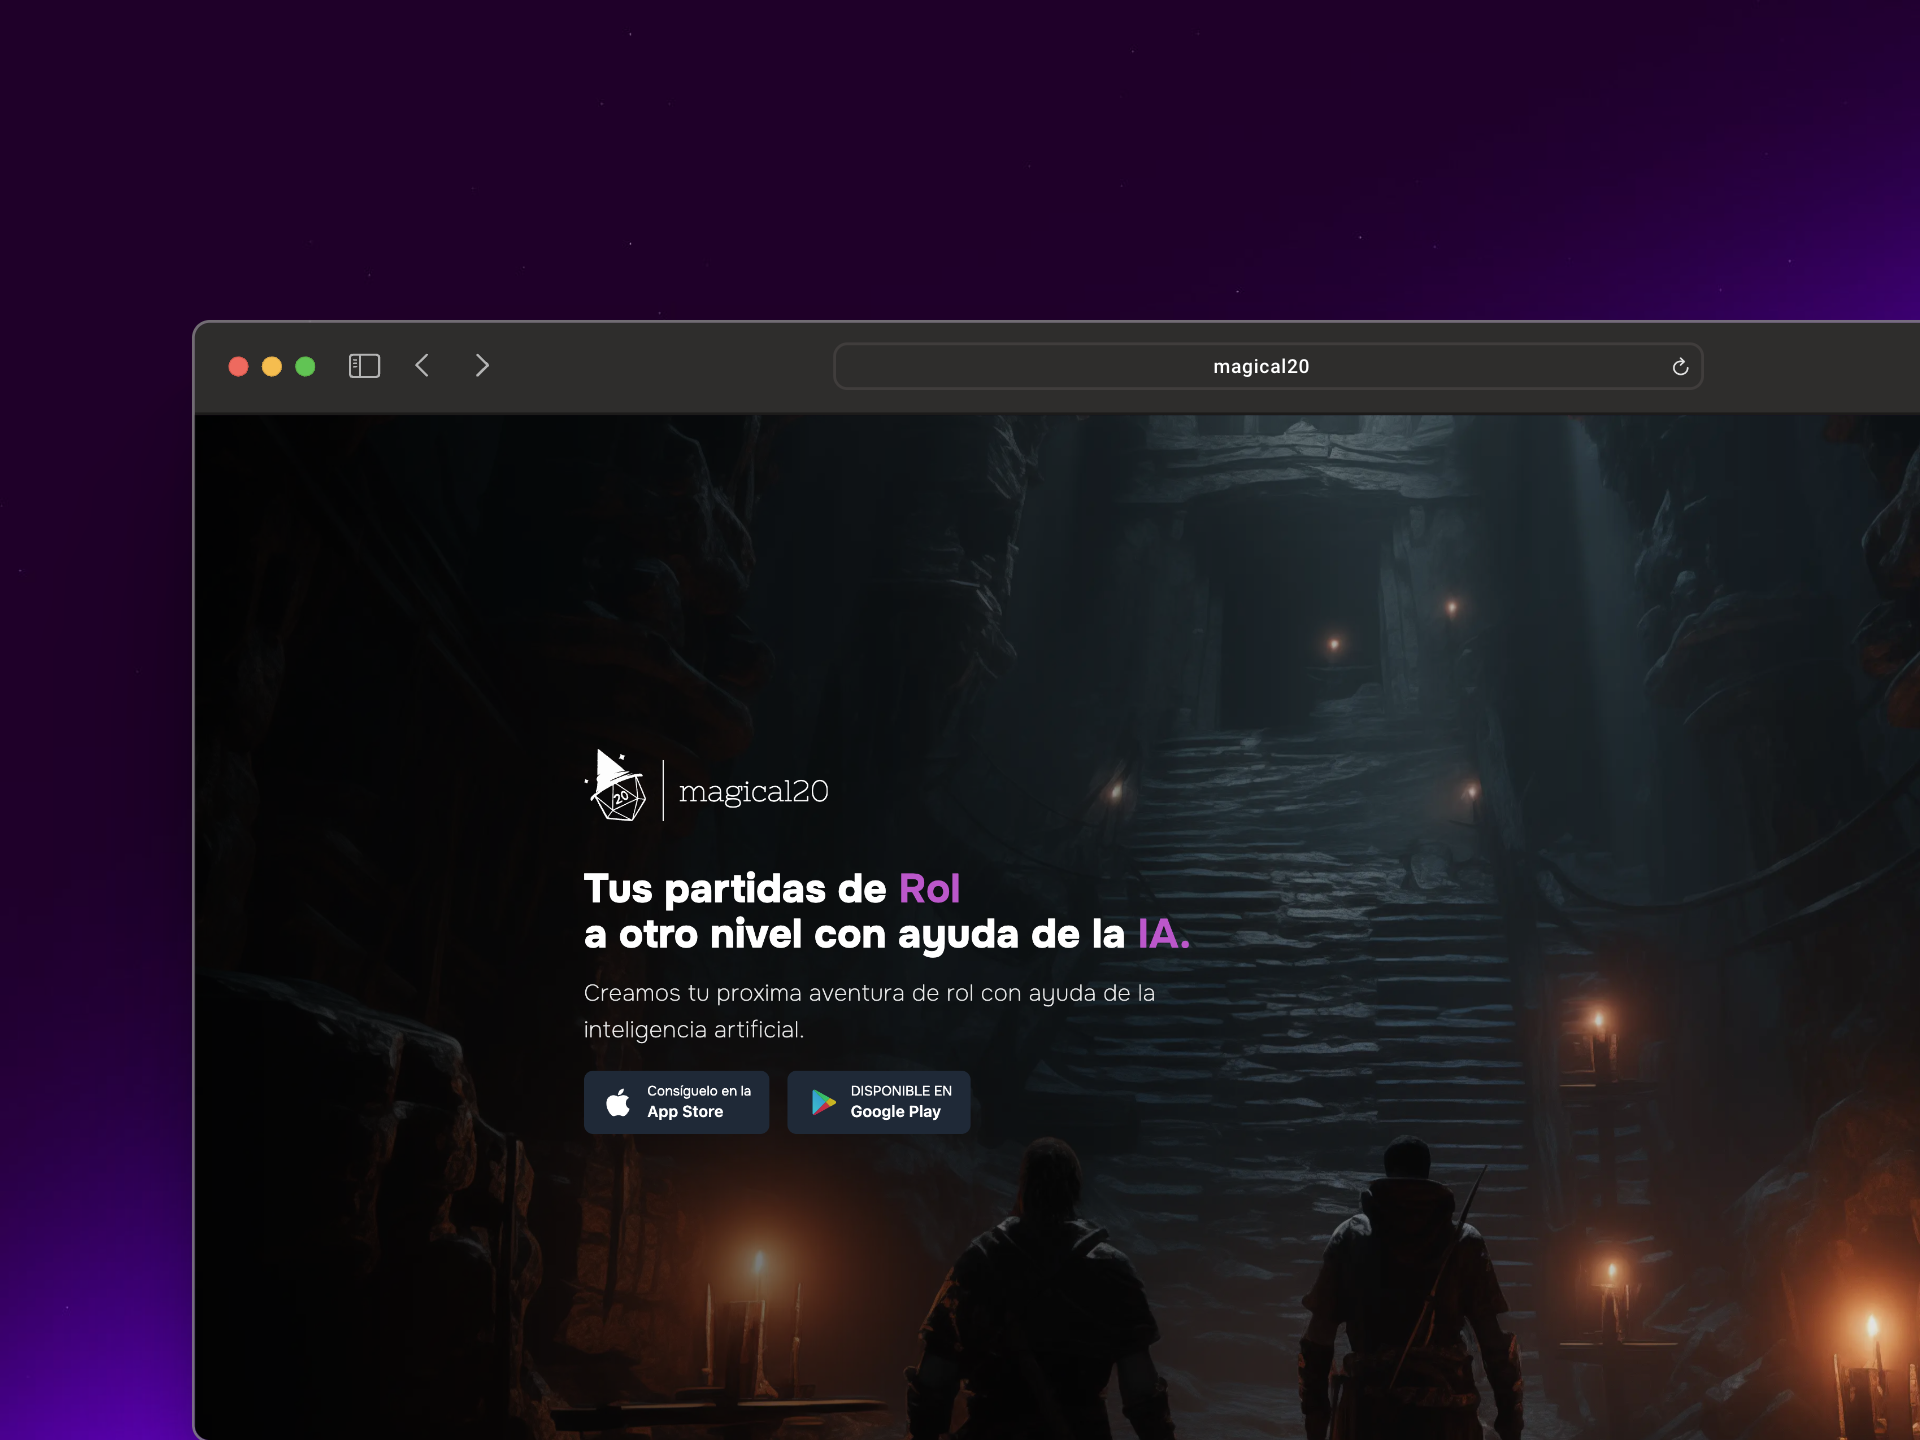 magical20
20
magical20
Tus partidas de Rol
a otro nivel con ayuda de la IA.
Creamos tu proxima aventura de rol con ayuda de la
inteligencia artificial.
Consíguelo en la
App Store
DISPONIBLE EN
Google Play